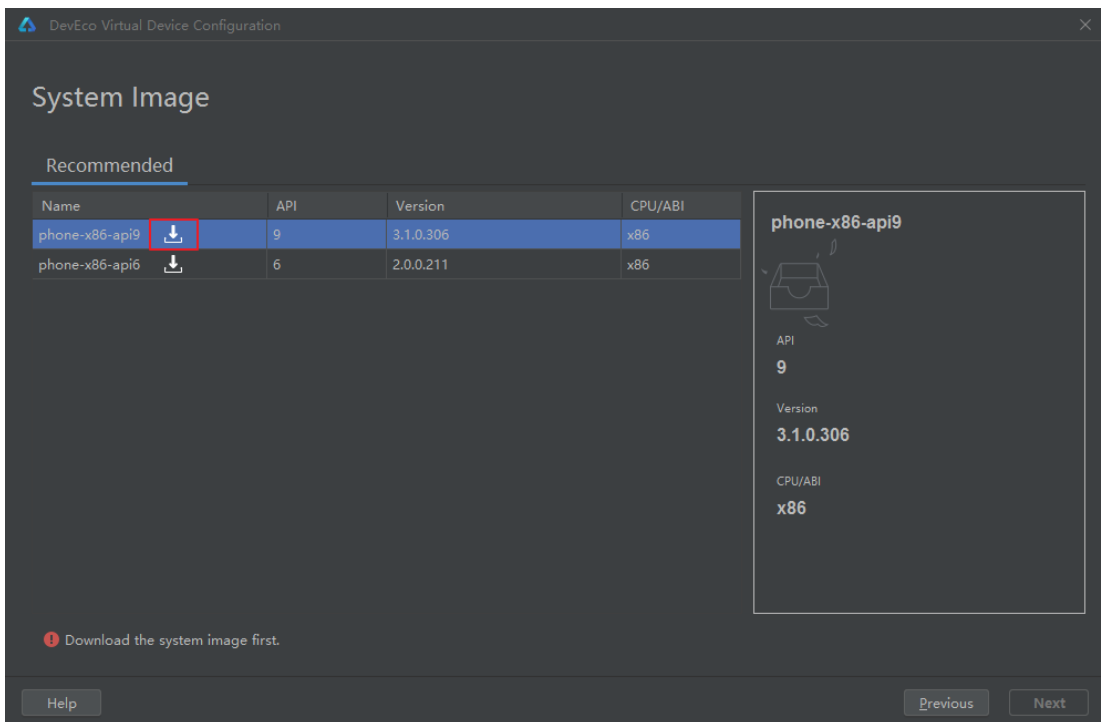 DevEco Virtual Device Configuration
System Image
Recommended
Name API Version CPU/ABI
phone-x86-api9 9 3.1.0.306 x86
phone-x86-api6 6 2.0.0.211 x86
phone-x86-api9
API
9
Version
3.1.0.306
CPU/ABI
x86
Download the system image first.
Help Previous Next